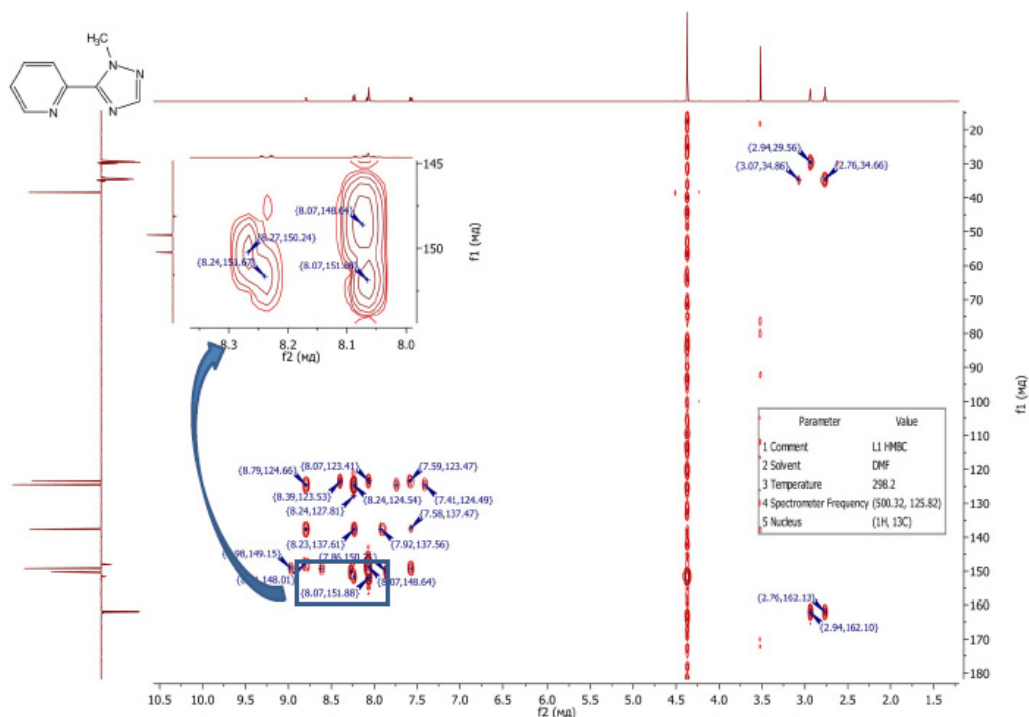 H₃C
N
N
N
N
145
150
f1 (мд)
{8.07,148.64}
{8.27,150.24}
{8.24,151.67}
{8.07,151.88}
8.3 8.2 8.1 8.0
f2 (мд)
{2.94,29.56}
{3.07,34.86}
{2.76,34.66}
{8.79,124.66}
{8.07,123.41}
{7.59,123.47}
{8.39,123.53}
{8.24,124.54}
{7.41,124.49}
{8.24,127.81}
{7.58,137.47}
{8.23,137.61}
{7.92,137.56}
{8.07,148.64}
{8.07,151.88}
{2.76,162.13}
{2.94,162.10}
Parameter Value
1 Comment L1 HMBC
2 Solvent DMF
3 Temperature 298.2
4 Spectrometer Frequency (500.32, 125.82)
5 Nucleus (1H, 13C)
20
30
40
50
60
70
80
90
100
110
120
130
140
150
160
170
180
f1 (мд)
10.5 10.0 9.5 9.0 8.5 8.0 7.5 7.0 6.5 6.0 5.5 5.0 4.5 4.0 3.5 3.0 2.5 2.0 1.5
f2 (мд)